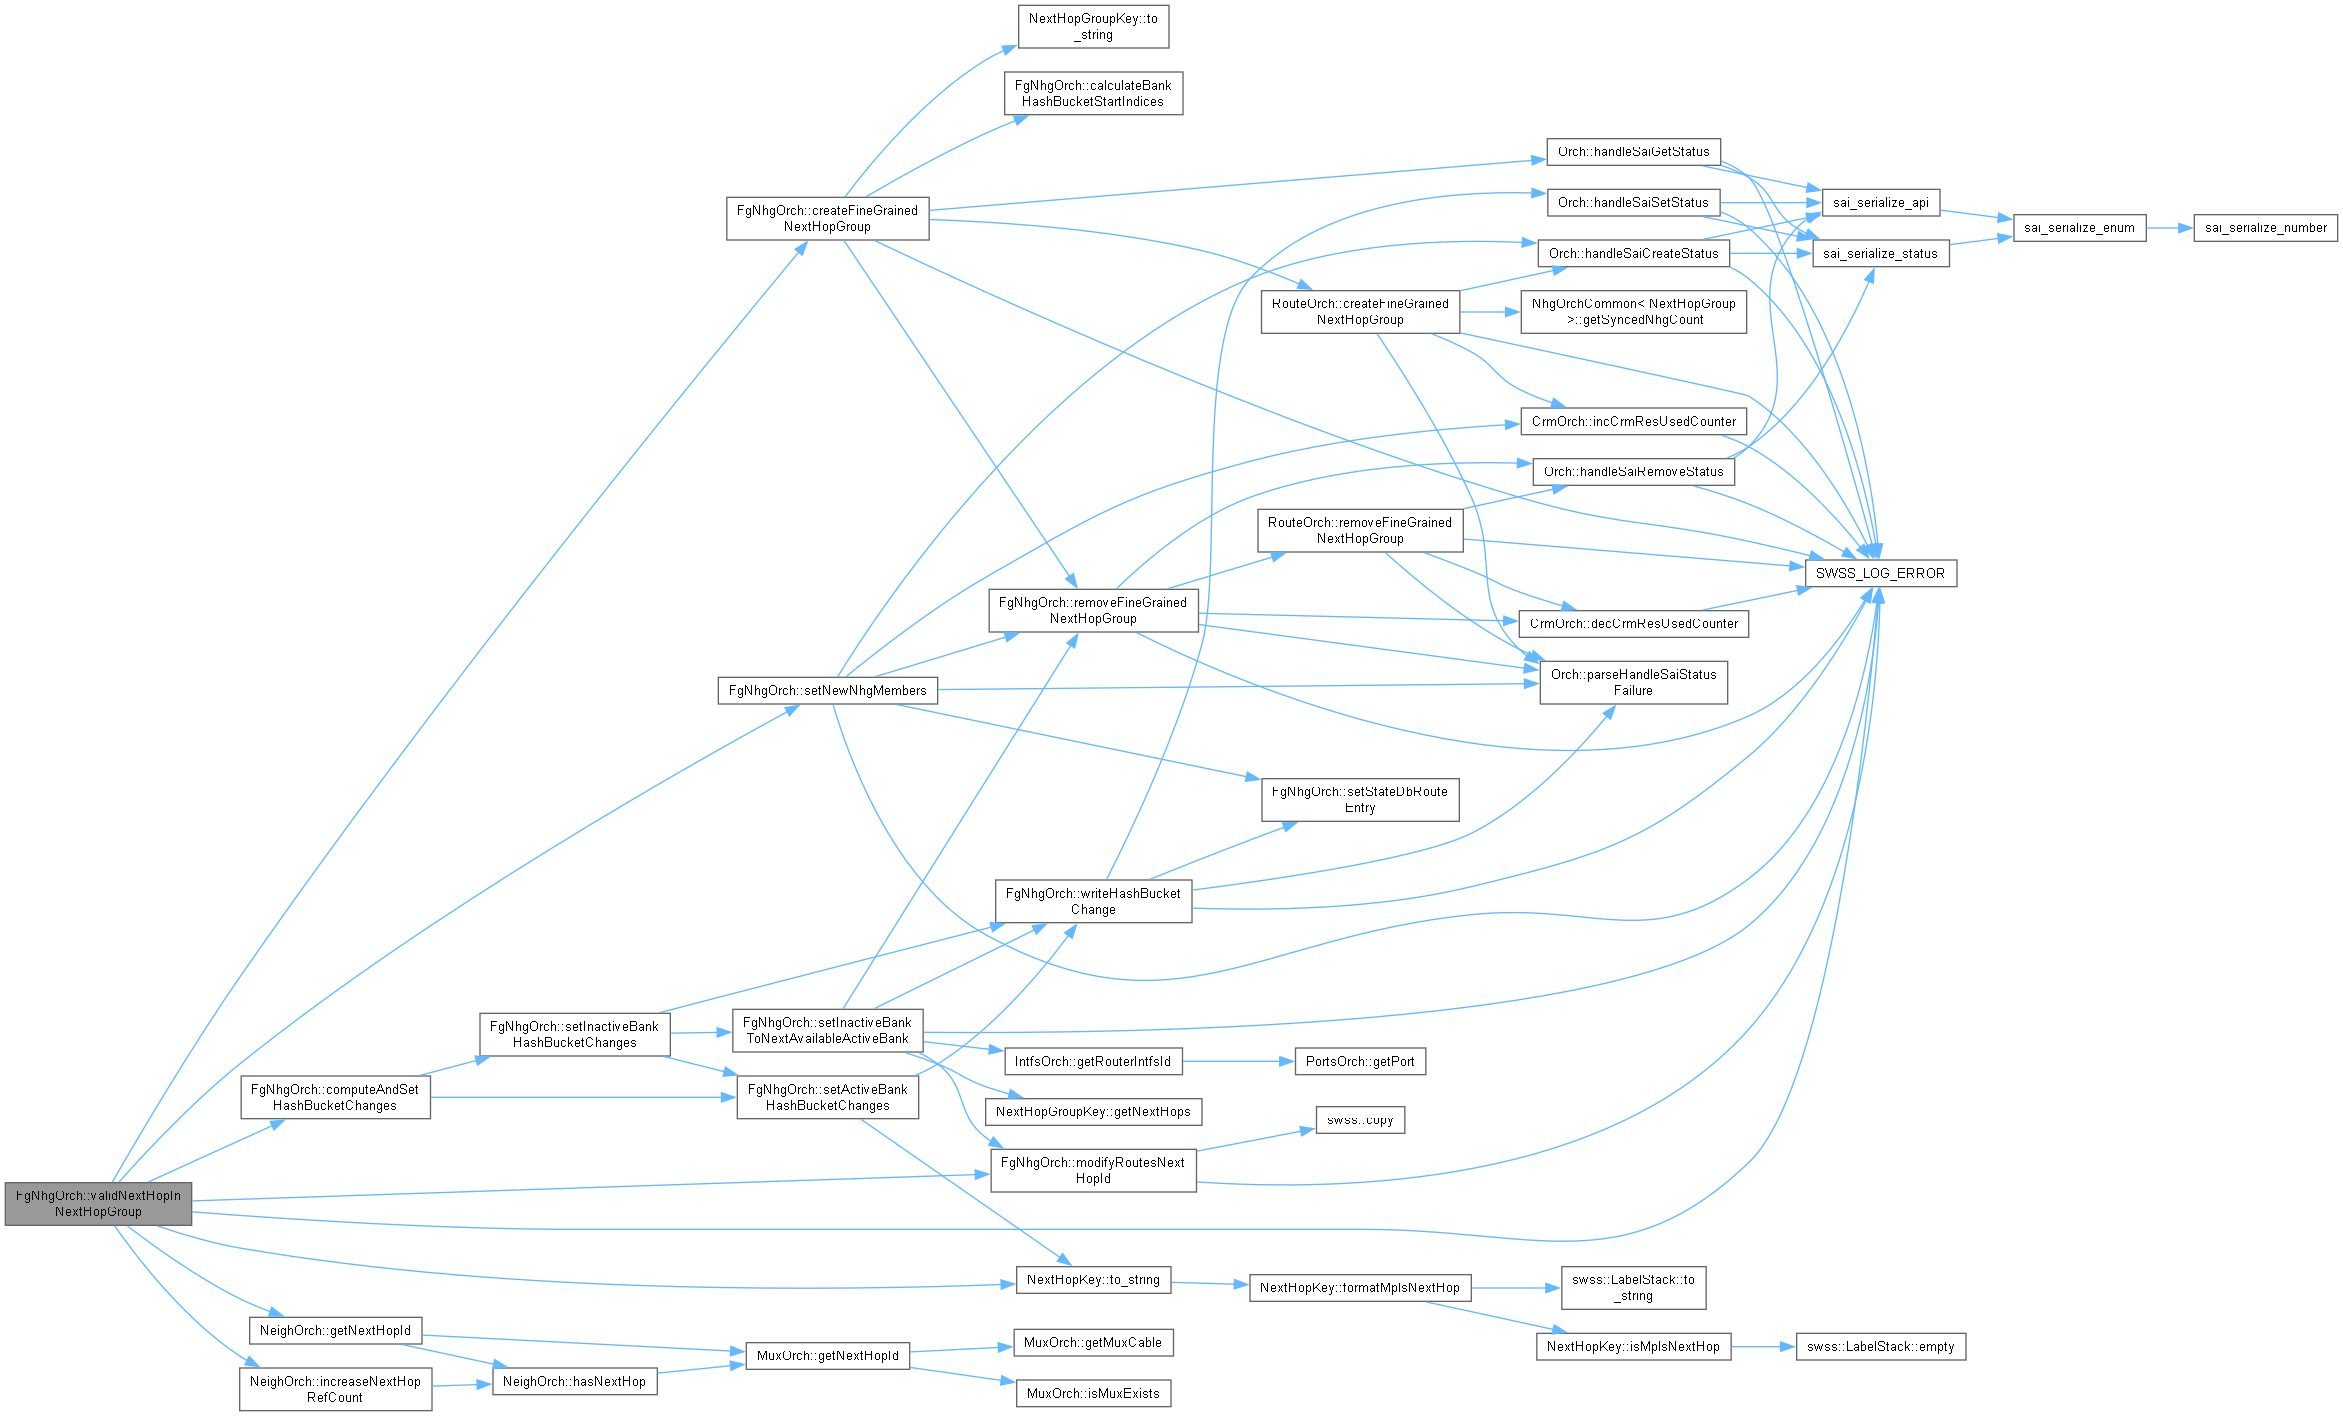 NextHopGroupKey::to
_string
FgNhgOrch::calculateBank
HashBucketStartIndices
Orch::handleSaiGetStatus
Orch::handleSaiSetStatus
sai_serialize_api
FgNhgOrch::createFineGrained
NextHopGroup
sai_serialize_enum
sai_serialize_number
Orch::handleSaiCreateStatus
sai_serialize_status
RouteOrch::createFineGrained
NextHopGroup
NhgOrchCommon< NextHopGroup
>::getSyncedNhgCount
CrmOrch::incCrmResUsedCounter
Orch::handleSaiRemoveStatus
RouteOrch::removeFineGrained
NextHopGroup
SWSS_LOG_ERROR
FgNhgOrch::removeFineGrained
NextHopGroup
CrmOrch::decCrmResUsedCounter
Orch::parseHandleSaiStatus
Failure
FgNhgOrch::setNewNhgMembers
FgNhgOrch::setStateDbRoute
Entry
FgNhgOrch::writeHashBucket
Change
FgNhgOrch::setInactiveBank
HashBucketChanges
FgNhgOrch::setInactiveBank
ToNextAvailableActiveBank
IntfsOrch::getRouterIntfsId
PortsOrch::getPort
FgNhgOrch::computeAndSet
HashBucketChanges
FgNhgOrch::setActiveBank
HashBucketChanges
NextHopGroupKey::getNextHops
swss::copy
FgNhgOrch::modifyRoutesNext
HopId
FgNhgOrch::validNextHopIn
NextHopGroup
NextHopKey::to_string
NextHopKey::formatMplsNextHop
swss::LabelStack::to
_string
NeighOrch::getNextHopId
MuxOrch::getNextHopId
MuxOrch::getMuxCable
NextHopKey::isMplsNextHop
swss::LabelStack::empty
NeighOrch::increaseNextHop
RefCount
NeighOrch::hasNextHop
MuxOrch::isMuxExists